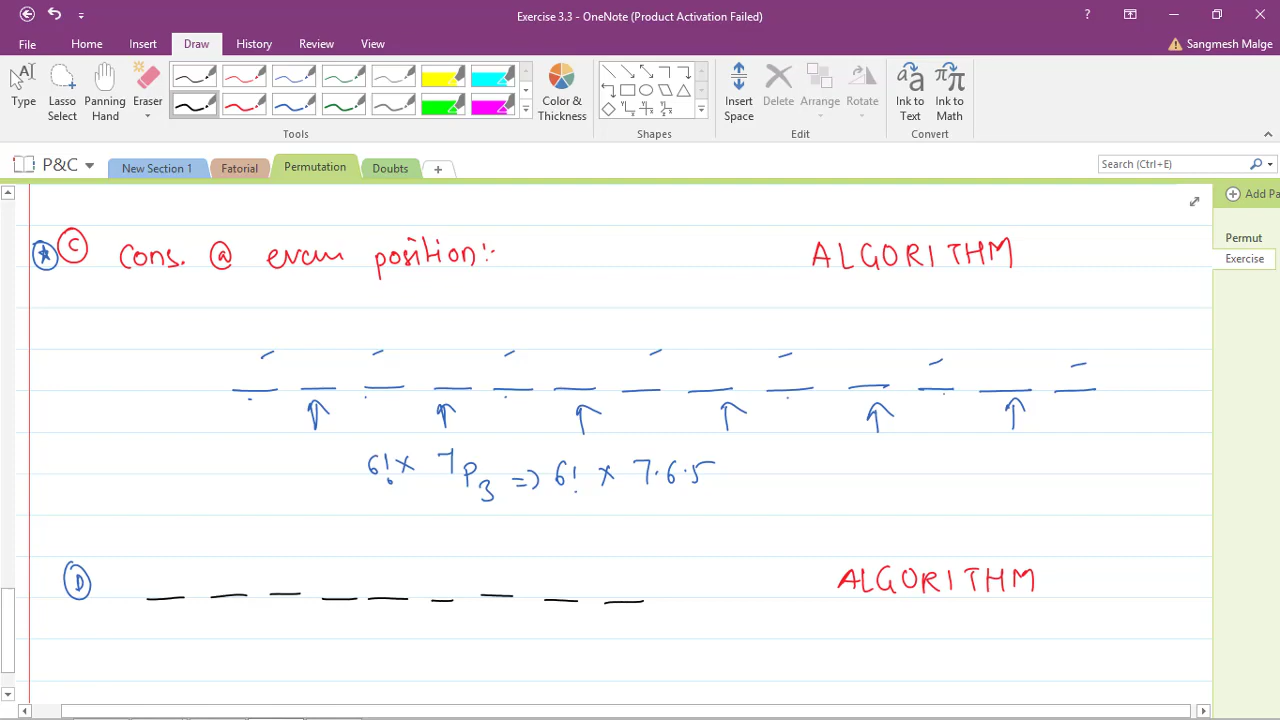 Exercise 3.3 - OneNote (Product Activation Failed)
?
File Home Insert Draw History Review View
Sangmesh Malge
Type
Lasso Select
Panning Hand
Eraser
Color & Thickness
Insert Space
Delete
Arrange
Rotate
Ink to Text
Ink to Math
Tools
Shapes
Edit
Convert
P&C
New Section 1
Fatorial
Permutation
Doubts
Search (Ctrl+E)
Add Pa
Permut
Exercise
C Cons. @ evem position:- ALGORITHM
6! × 7P3 => 6! × 7.6.5
D ALGORITHM